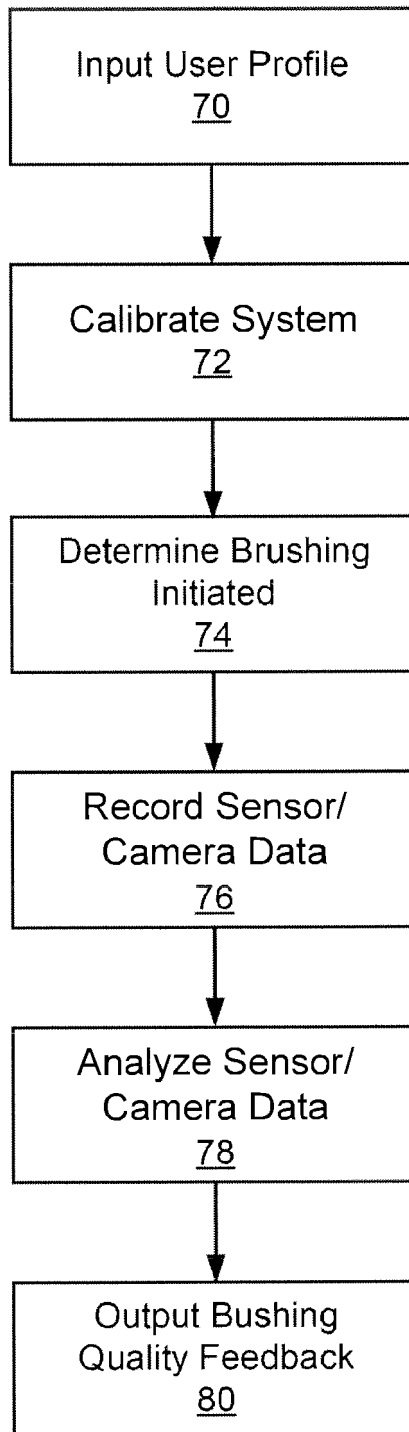 Input User Profile
70
Calibrate System
72
Determine Brushing
Initiated
74
Record Sensor/
Camera Data
76
Analyze Sensor/
Camera Data
78
Output Bushing
Quality Feedback
80